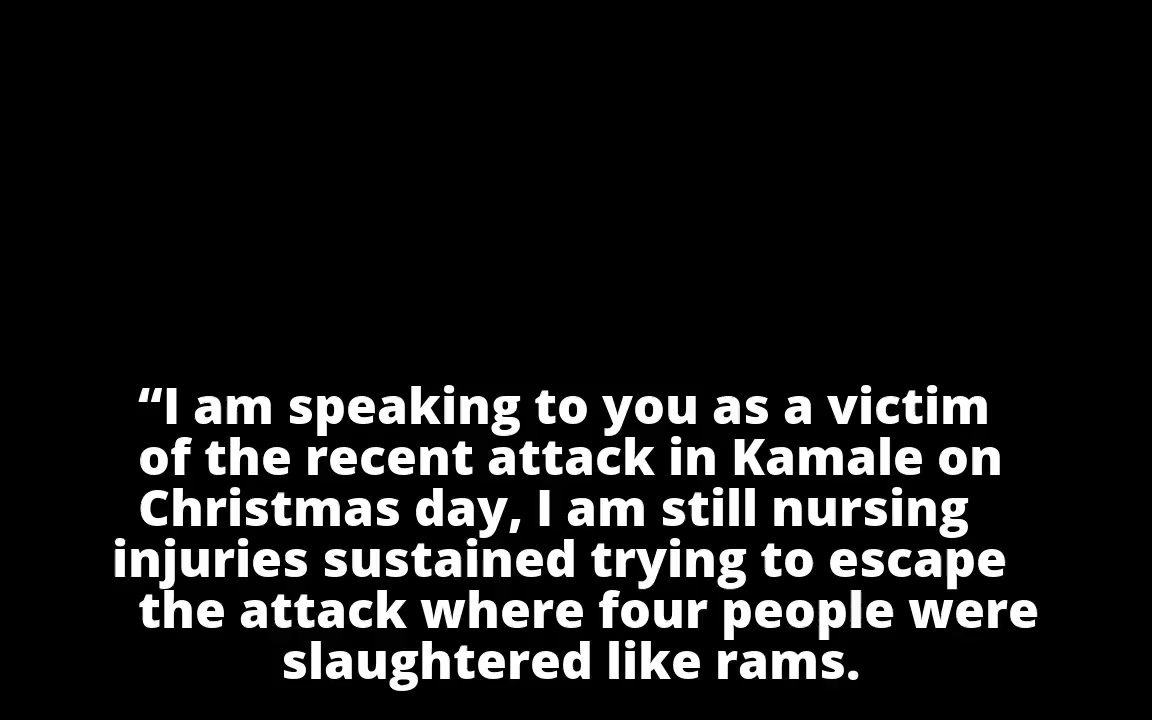 “I am speaking to you as a victim
of the recent attack in Kamale on
Christmas day, I am still nursing
injuries sustained trying to escape
the attack where four people were
slaughtered like rams.